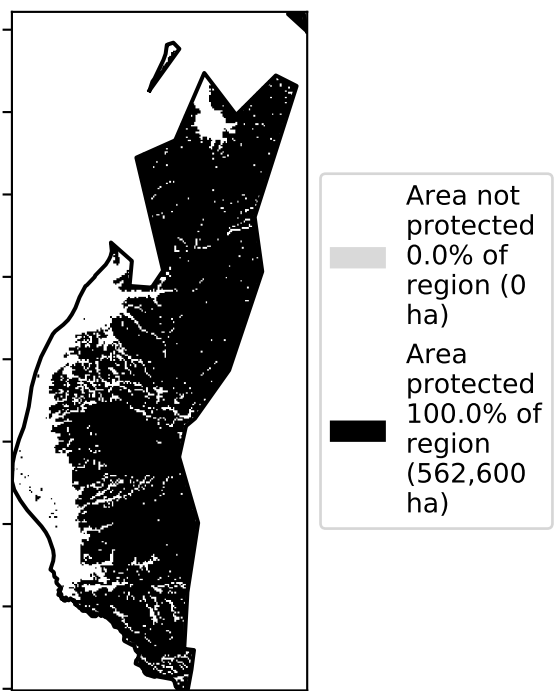 Area not
protected
0.0% of
region (0
ha)
Area
protected
100.0% of
region
(562,600
ha)